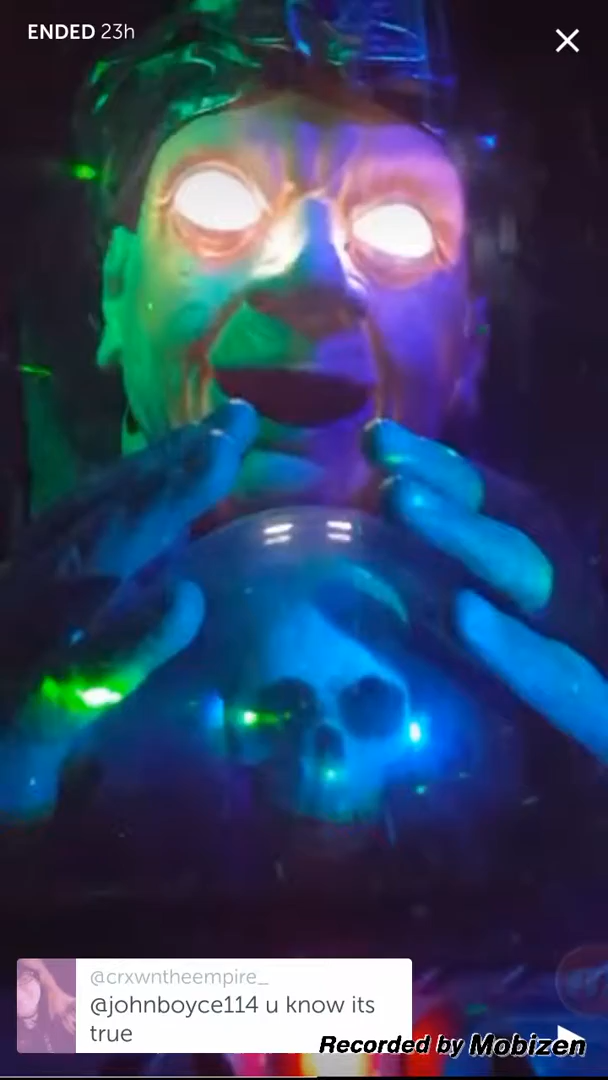 ENDED 23h
@crxwntheempire_
@johnboyce114 u know its
true
Recorded by Mobizen